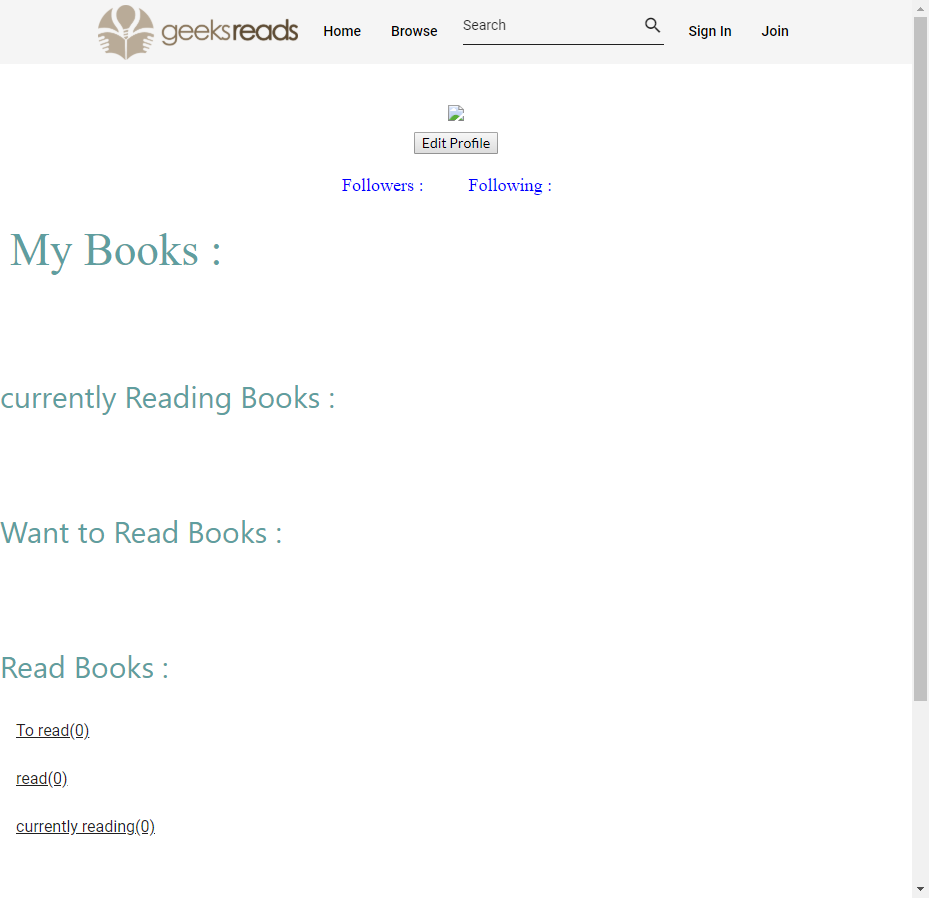 geeksreads Home Browse Search Sign In Join
Edit Profile
Followers : Following :
My Books :
currently Reading Books :
Want to Read Books :
Read Books :
To read(0)
read(0)
currently reading(0)